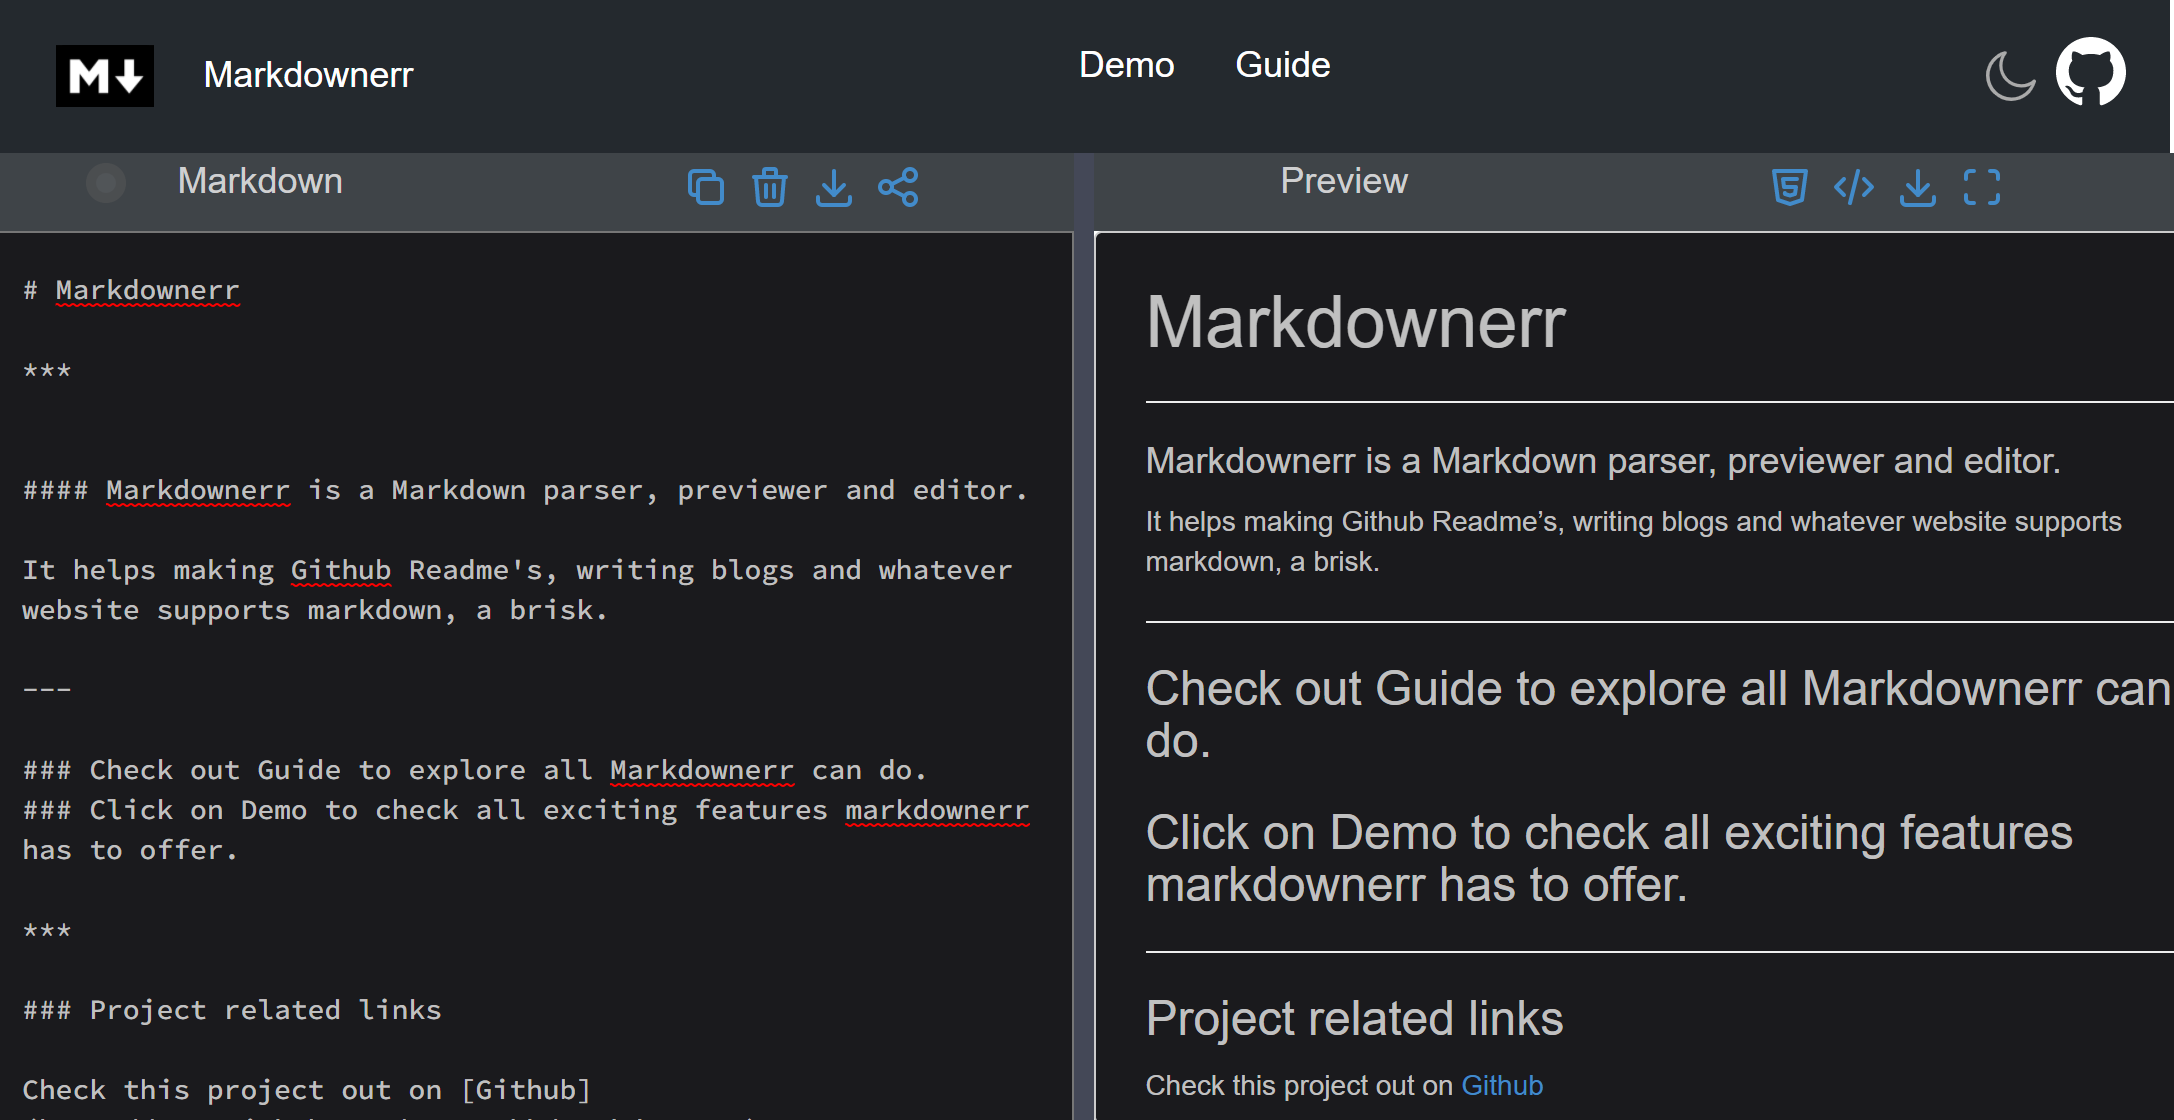 M
Markdownerr
Demo
Guide
Markdown
Preview
# Markdownerr
***
#### Markdownerr is a Markdown parser, previewer and editor.
It helps making Github Readme's, writing blogs and whatever
website supports markdown, a brisk.
---
### Check out Guide to explore all Markdownerr can do.
### Click on Demo to check all exciting features markdownerr
has to offer.
***
### Project related links
Check this project out on [Github]
Markdownerr
Markdownerr is a Markdown parser, previewer and editor.
It helps making Github Readme’s, writing blogs and whatever website supports
markdown, a brisk.
Check out Guide to explore all Markdownerr can
do.
Click on Demo to check all exciting features
markdownerr has to offer.
Project related links
Check this project out on Github